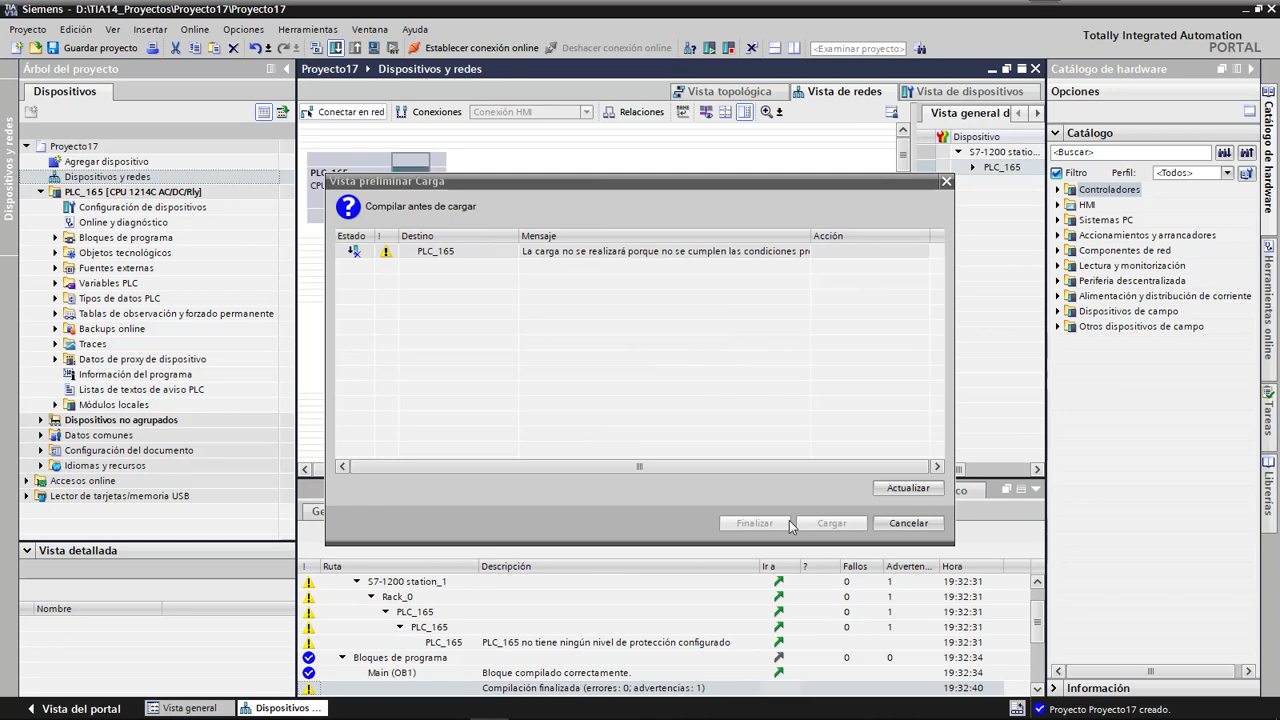 TIA V14 Siemens - D:\TIA14_Proyectos\Proyecto17\Proyecto17
Proyecto Edición Ver Insertar Online Opciones Herramientas Ventana Ayuda
Totally Integrated Automation
PORTAL
Guardar proyecto Establecer conexión online Deshacer conexión online <Examinar proyecto>
Árbol del proyecto
Dispositivos
Dispositivos y redes
Proyecto17
Agregar dispositivo
Dispositivos y redes
PLC_165 [CPU 1214C AC/DC/Rly]
Configuración de dispositivos
Online y diagnóstico
Bloques de programa
Objetos tecnológicos
Fuentes externas
Variables PLC
Tipos de datos PLC
Tablas de observación y forzado permanente
Backups online
Traces
Datos de proxy de dispositivo
Información del programa
Listas de textos de aviso PLC
Módulos locales
Dispositivos no agrupados
Datos comunes
Configuración del documento
Idiomas y recursos
Accesos online
Lector de tarjetas/memoria USB
Vista detallada
Nombre
Proyecto17 Dispositivos y redes
Vista topológica Vista de redes Vista de dispositivos
Conectar en red Conexiones Conexión HMI Relaciones
Vista general d
Dispositivo
S7-1200 statio...
PLC_165
Vista preliminar Carga
Compilar antes de cargar
Estado ! Destino Mensaje Acción
PLC_165 La carga no se realizará porque no se cumplen las condiciones pre
Actualizar
Finalizar Cargar Cancelar
! Ruta Descripción Ir a ? Fallos Adverten... Hora
S7-1200 station_1 0 1 19:32:31
Rack_0 0 1 19:32:31
PLC_165 0 1 19:32:31
PLC_165 0 1 19:32:31
PLC_165 PLC_165 no tiene ningún nivel de protección configurado 19:32:31
Bloques de programa 0 0 19:32:34
Main (OB1) Bloque compilado correctamente. 19:32:34
Compilación finalizada (errores: 0; advertencias: 1) 19:32:40
Catálogo de hardware
Opciones
Catálogo
<Buscar>
Filtro Perfil: <Todos>
Controladores
HMI
Sistemas PC
Accionamientos y arrancadores
Componentes de red
Lectura y monitorización
Periferia descentralizada
Alimentación y distribución de corriente
Dispositivos de campo
Otros dispositivos de campo
Información
Catálogo de hardware
Herramientas online
Tareas
Librerías
Vista del portal Vista general Dispositivos ...
Proyecto Proyecto17 creado.